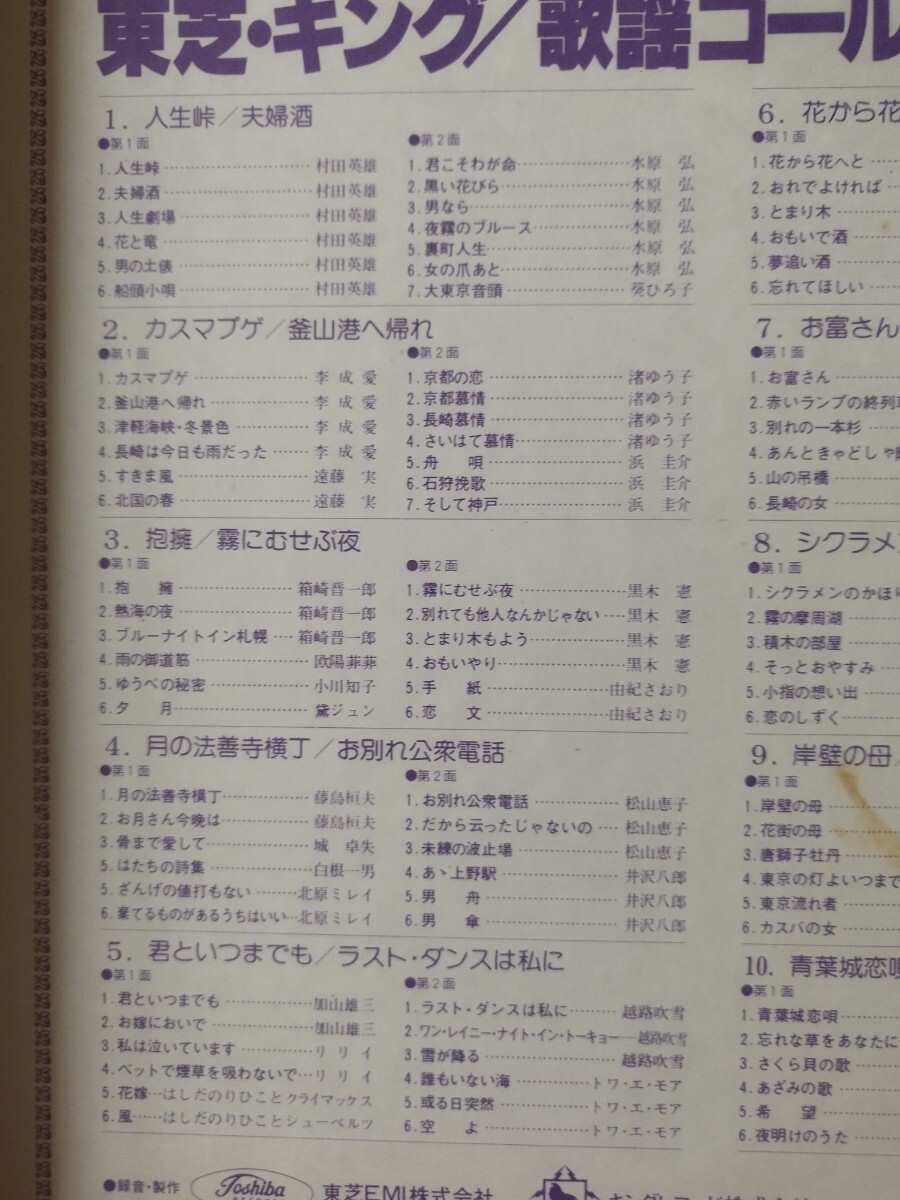 東芝・キング/歌謡ゴール
1. 人生峠/夫婦酒
●第1面
1.人生峠………村田英雄
2.夫婦酒………村田英雄
3.人生劇場………村田英雄
4.花と竜………村田英雄
5.男の土俵………村田英雄
6.船頭小唄………村田英雄
●第2面
1.君こそわが命………水原 弘
2.黒い花びら………水原 弘
3.男なら………水原 弘
4.夜霧のブルース………水原 弘
5.裏町人生………水原 弘
6.女の爪あと………水原 弘
7.大東京音頭………葵ひろ子
2. カスマプゲ/釜山港へ帰れ
●第1面
1.カスマプゲ………李 成 愛
2.釜山港へ帰れ………李 成 愛
3.津軽海峡・冬景色………李 成 愛
4.長崎は今日も雨だった………李 成 愛
5.すきま風………遠藤 実
6.北国の春………遠藤 実
●第2面
1.京都の恋………渚ゆう子
2.京都慕情………渚ゆう子
3.長崎慕情………渚ゆう子
4.さいはて慕情………渚ゆう子
5.舟 唄………浜 圭介
6.石狩挽歌………浜 圭介
7.そして神戸………浜 圭介
3. 抱擁/霧にむせぶ夜
●第1面
1.抱 擁………箱崎晋一郎
2.熱海の夜………箱崎晋一郎
3.ブルーナイトイン札幌…箱崎晋一郎
4.雨の御道筋………欧陽菲菲
5.ゆうべの秘密………小川知子
6.夕 月………黛ジュン
●第2面
1.霧にむせぶ夜………黒木 憲
2.別れても他人なんかじゃない…黒木 憲
3.とまり木もよう………黒木 憲
4.おもいやり………黒木 憲
5.手 紙………由紀さおり
6.恋 文………由紀さおり
4. 月の法善寺横丁/お別れ公衆電話
●第1面
1.月の法善寺横丁………藤島桓夫
2.お月さん今晩は………藤島桓夫
3.骨まで愛して………城 卓矢
5.はたちの詩集………白根一男
5.ざんげの値打もない………北原ミレイ
6.棄てるものがあるうちはいい…北原ミレイ
●第2面
1.お別れ公衆電話………松山恵子
2.だから云ったじゃないの…松山恵子
3.未練の波止場………松山恵子
4.あゝ上野駅………井沢八郎
5.男 舟………井沢八郎
6.男 傘………井沢八郎
5. 君といつまでも/ラスト・ダンスは私に
●第1面
1.君といつまでも………加山雄三
2.お嫁においで………加山雄三
3.私は泣いています………リ リ イ
4.ベットで煙草を吸わないで…リ リ イ
5.花嫁…はしだのりひことクライマックス
6.風……はしだのりひことシューベルツ
●第2面
1.ラスト・ダンスは私に………越路吹雪
2.ワン・レイニー・ナイト・イン・トーキョー…越路吹雪
3.雪が降る………越路吹雪
4.誰もいない海………トワ・エ・モア
5.或る日突然………トワ・エ・モア
6.空 よ………トワ・エ・モア
6. 花から花
●第1面
1.花から花へと……
2.おれでよければ……
3.とまり木……
4.おもいで酒……
5.夢追い酒……
6.忘れてほしい……
7. お富さん
●第1面
1.お富さん……
2.赤いランプの終列車
3.別れの一本杉……
4.あんときゃどしゃ降
5.山の吊橋……
6.長崎の女……
8. シクラメン
●第1面
1.シクラメンのかほり
2.霧の摩周湖……
3.積木の部屋……
4.そっとおやすみ……
5.小指の想い出……
6.恋のしずく……
9. 岸壁の母/
●第1面
1.岸壁の母……
2.花街の母……
3.唐獅子牡丹……
4.東京の灯よいつまで
5.東京流れ者……
6.カスバの女……
10. 青葉城恋唄
●第1面
1.青葉城恋唄……
2.忘れな草をあなたに
3.さくら貝の歌……
4.あざみの歌……
5.希 望……
6.夜明けのうた……
●録音・製作 Toshiba 東芝EMI株式会社